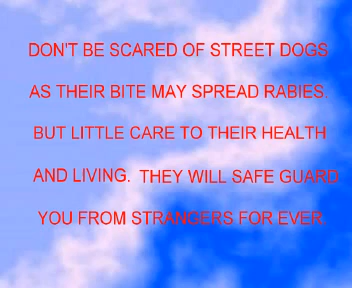 DON'T BE SCARED OF STREET DOGS
AS THEIR BITE MAY SPREAD RABIES.
BUT LITTLE CARE TO THEIR HEALTH
AND LIVING. THEY WILL SAFE GUARD
YOU FROM STRANGERS FOR EVER.